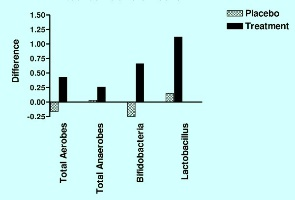 Placebo
Treatment
Difference
1.50
1.25
1.00
0.75
0.50
0.25
0.00
-0.25
Total Aerobes
Total Anaerobes
Bifidobacteria
Lactobacillus